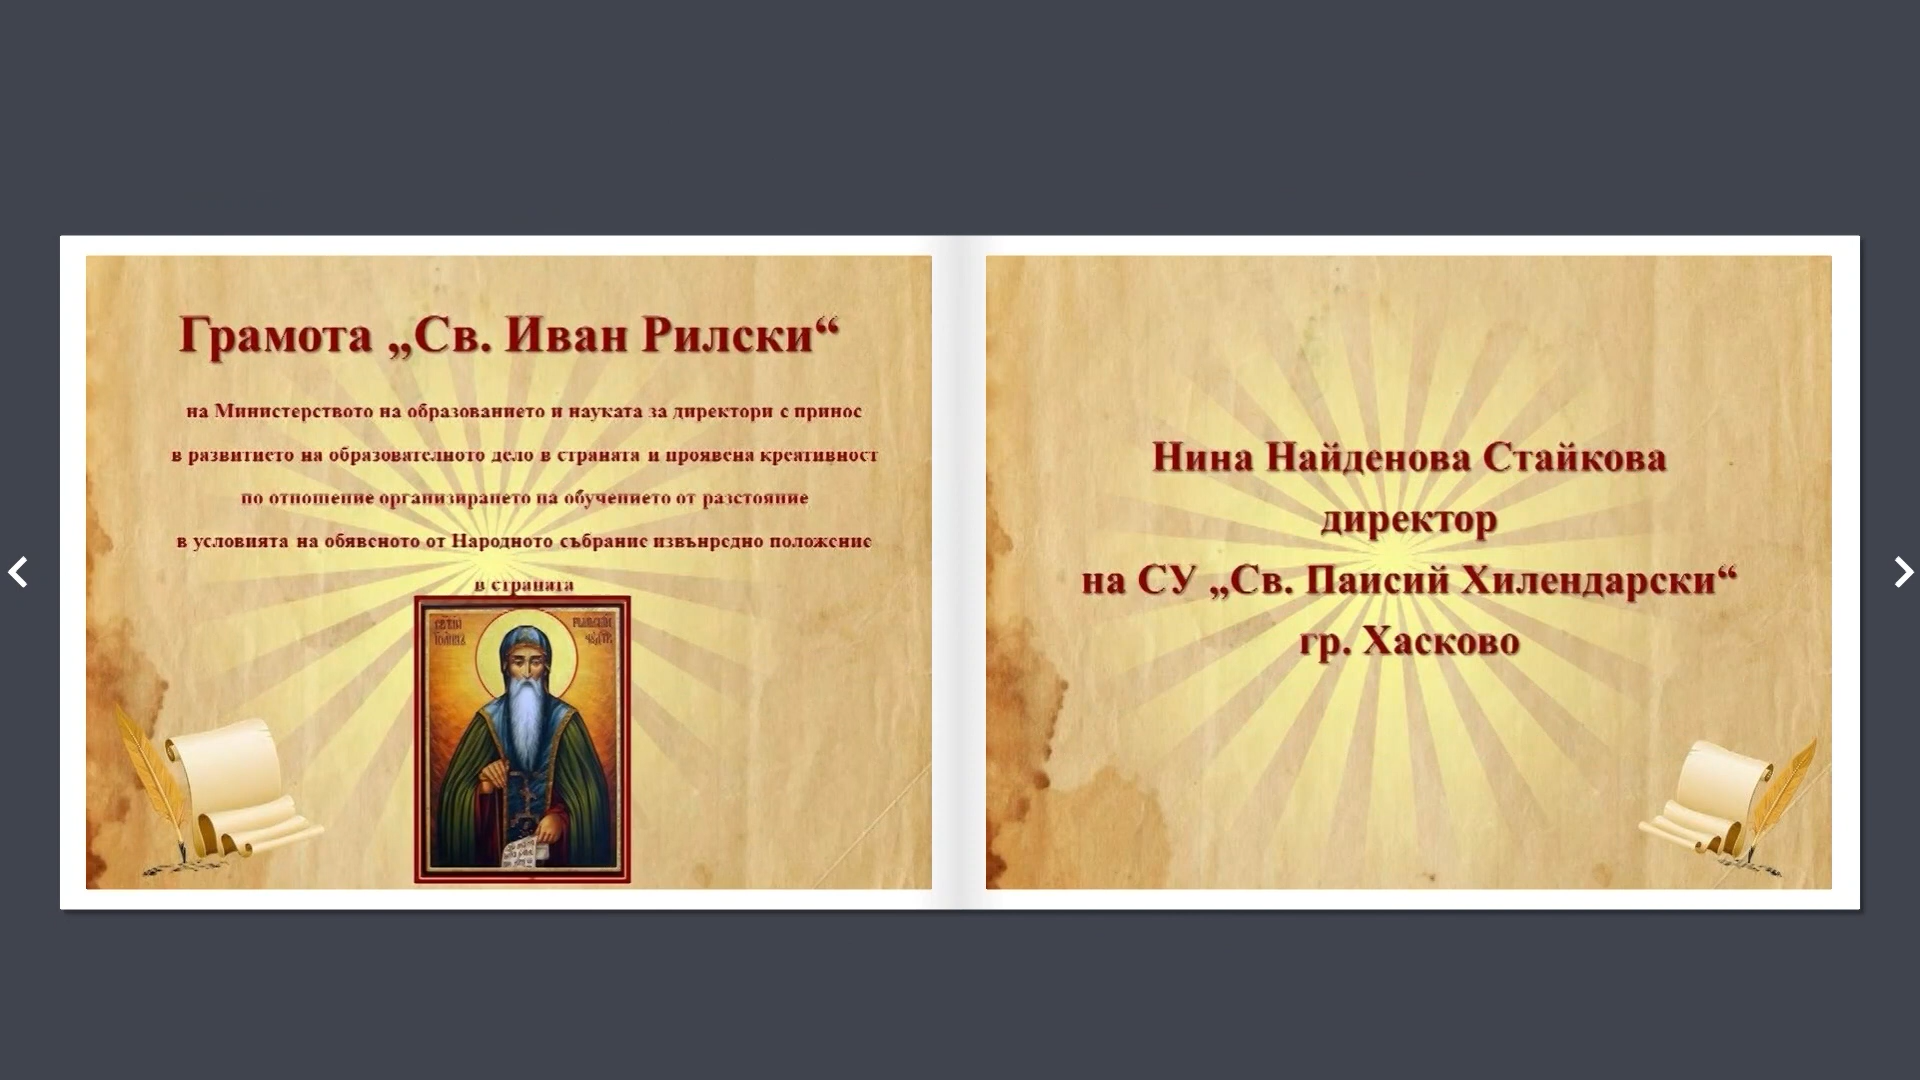 Грамота „Св. Иван Рилски“
на Министерството на образованието и науката за директори с принос
в развитието на образователното дело в страната и проявена креативност
по отношение организирането на обучението от разстояние
в условията на обявеното от Народното събрание извънредно положение
в страната
Нина Найденова Стайкова
директор
на СУ „Св. Паисий Хилендарски“
гр. Хасково